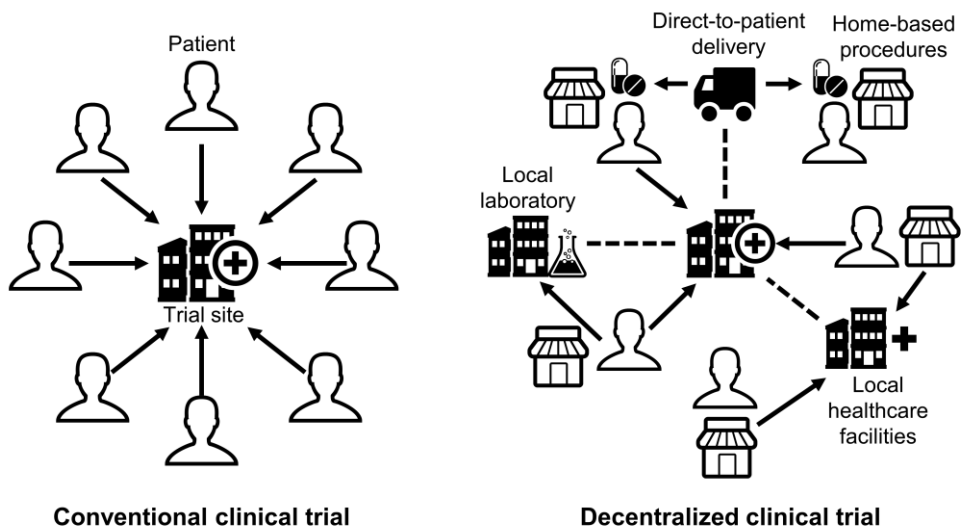 Patient
Trial site
Conventional clinical trial
Direct-to-patient
delivery
Home-based
procedures
Local
laboratory
Local
healthcare
facilities
Decentralized clinical trial